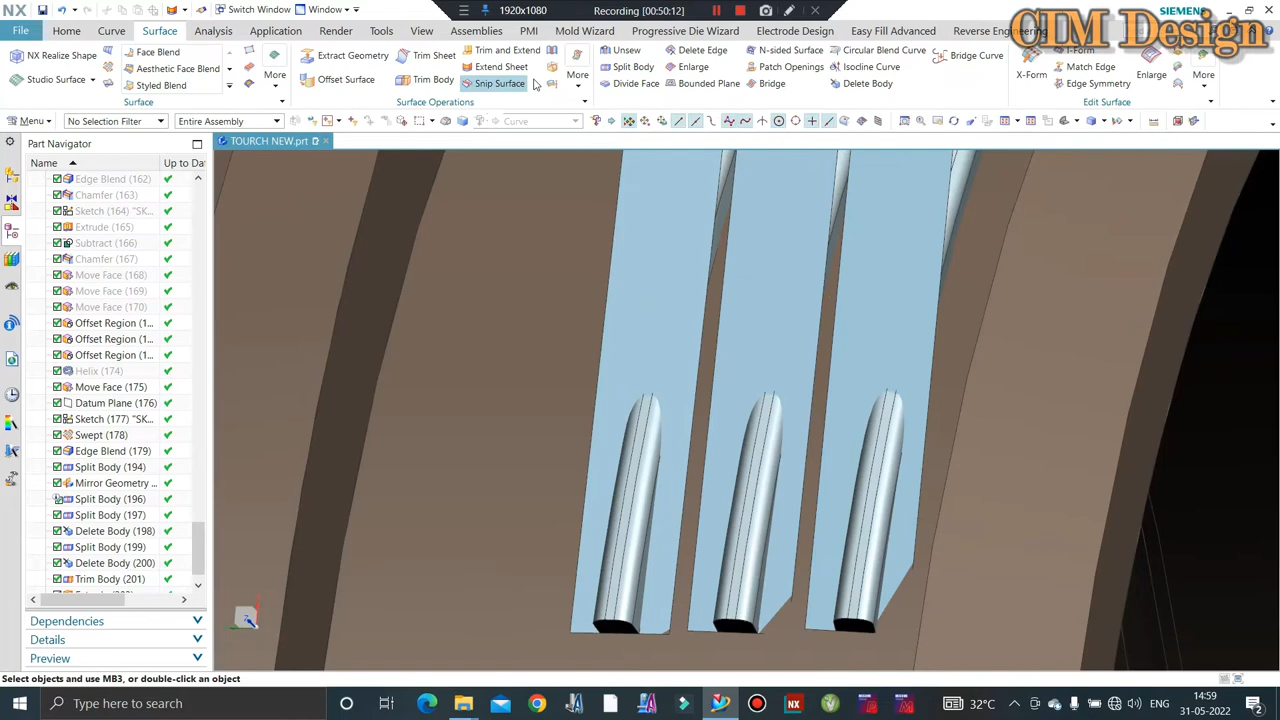 NX
Switch Window
Window
1920x1080
Recording [00:50:12]
SIEMENS
CIM Design
File
Home
Curve
Surface
Analysis
Application
Render
Tools
View
Assemblies
PMI
Mold Wizard
Progressive Die Wizard
Electrode Design
Easy Fill Advanced
Reverse Engineering
NX Realize Shape
Studio Surface
Face Blend
Aesthetic Face Blend
Styled Blend
More
Surface
Extract Geometry
Offset Surface
Trim Sheet
Trim Body
Trim and Extend
Extend Sheet
Snip Surface
More
Surface Operations
Unsew
Split Body
Divide Face
Delete Edge
Enlarge
Bounded Plane
N-sided Surface
Patch Openings
Bridge
Circular Blend Curve
Isocline Curve
Delete Body
Bridge Curve
X-Form
Match Edge
Edge Symmetry
Enlarge
More
Edit Surface
Menu
No Selection Filter
Entire Assembly
Curve
Part Navigator
TOURCH NEW.prt
Name
Up to Dat
Edge Blend (162)
Chamfer (163)
Sketch (164) "SK...
Extrude (165)
Subtract (166)
Chamfer (167)
Move Face (168)
Move Face (169)
Move Face (170)
Offset Region (1...
Offset Region (1...
Offset Region (1...
Helix (174)
Move Face (175)
Datum Plane (176)
Sketch (177) "SK...
Swept (178)
Edge Blend (179)
Split Body (194)
Mirror Geometry ...
Split Body (196)
Split Body (197)
Delete Body (198)
Split Body (199)
Delete Body (200)
Trim Body (201)
Dependencies
Details
Preview
Select objects and use MB3, or double-click an object
Type here to search
32°C
ENG
14:59
31-05-2022